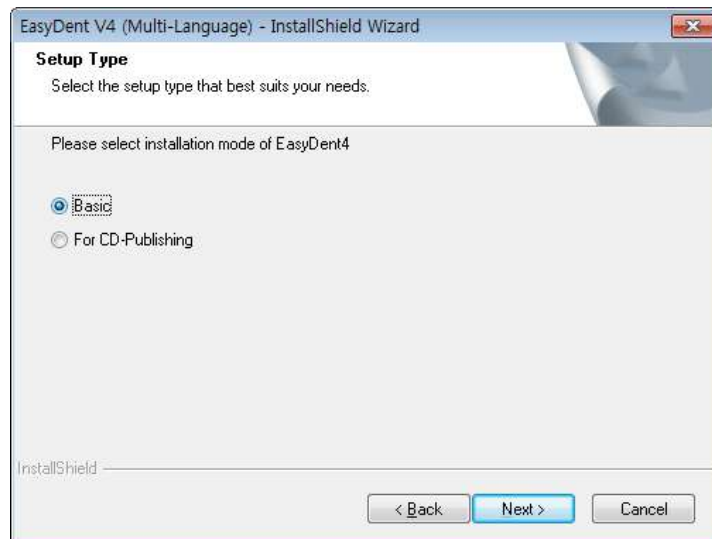 EasyDent V4 (Multi-Language) - InstallShield Wizard
Setup Type
Select the setup type that best suits your needs.
Please select installation mode of EasyDent4
Basic
For CD-Publishing
InstallShield
< Back
Next >
Cancel